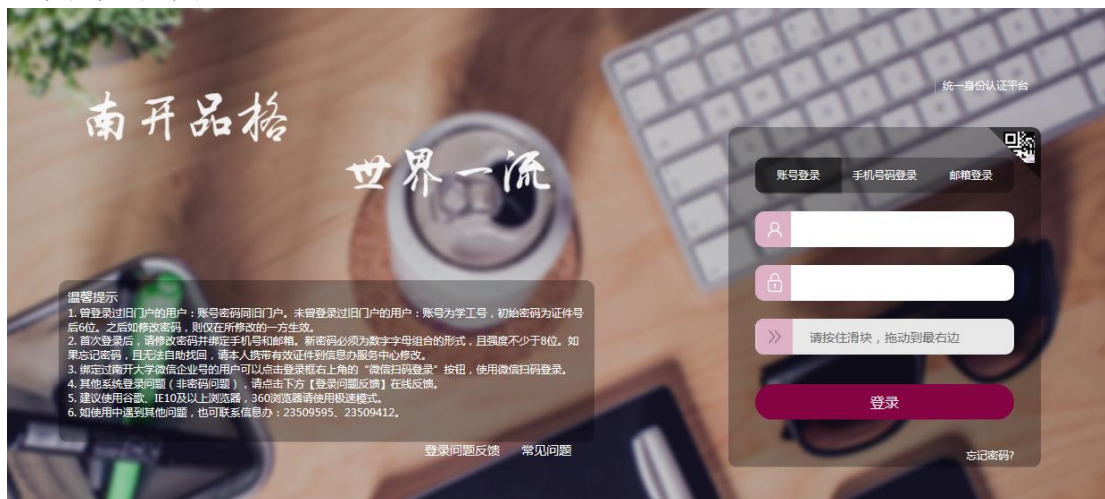 南开品格
世界一流
统一身份认证平台
账号登录 手机号码登录 邮箱登录
请按住滑块，拖动到最右边
登录
忘记密码?
温馨提示
1. 曾登录过旧门户的用户：账号密码同旧门户。未曾登录过旧门户的用户：账号为学工号，初始密码为证件号
后6位。之后如修改密码，则仅在所修改的一方生效。
2. 首次登录后，请修改密码并绑定手机号和邮箱。新密码必须为数字字母组合的形式，且强度不少于8位。如
果忘记密码，且无法自助找回，请本人携带有效证件到信息办服务中心修改。
3. 绑定过南开大学微信企业号的用户可以点击登录框右上角的“微信扫码登录”按钮，使用微信扫码登录。
4. 其他系统登录问题（非密码问题），请点击下方【登录问题反馈】在线反馈。
5. 建议使用谷歌、IE10及以上浏览器，360浏览器请使用极速模式。
6. 如使用中遇到其他问题，也可联系信息办：23509595、23509412。
登录问题反馈 常见问题